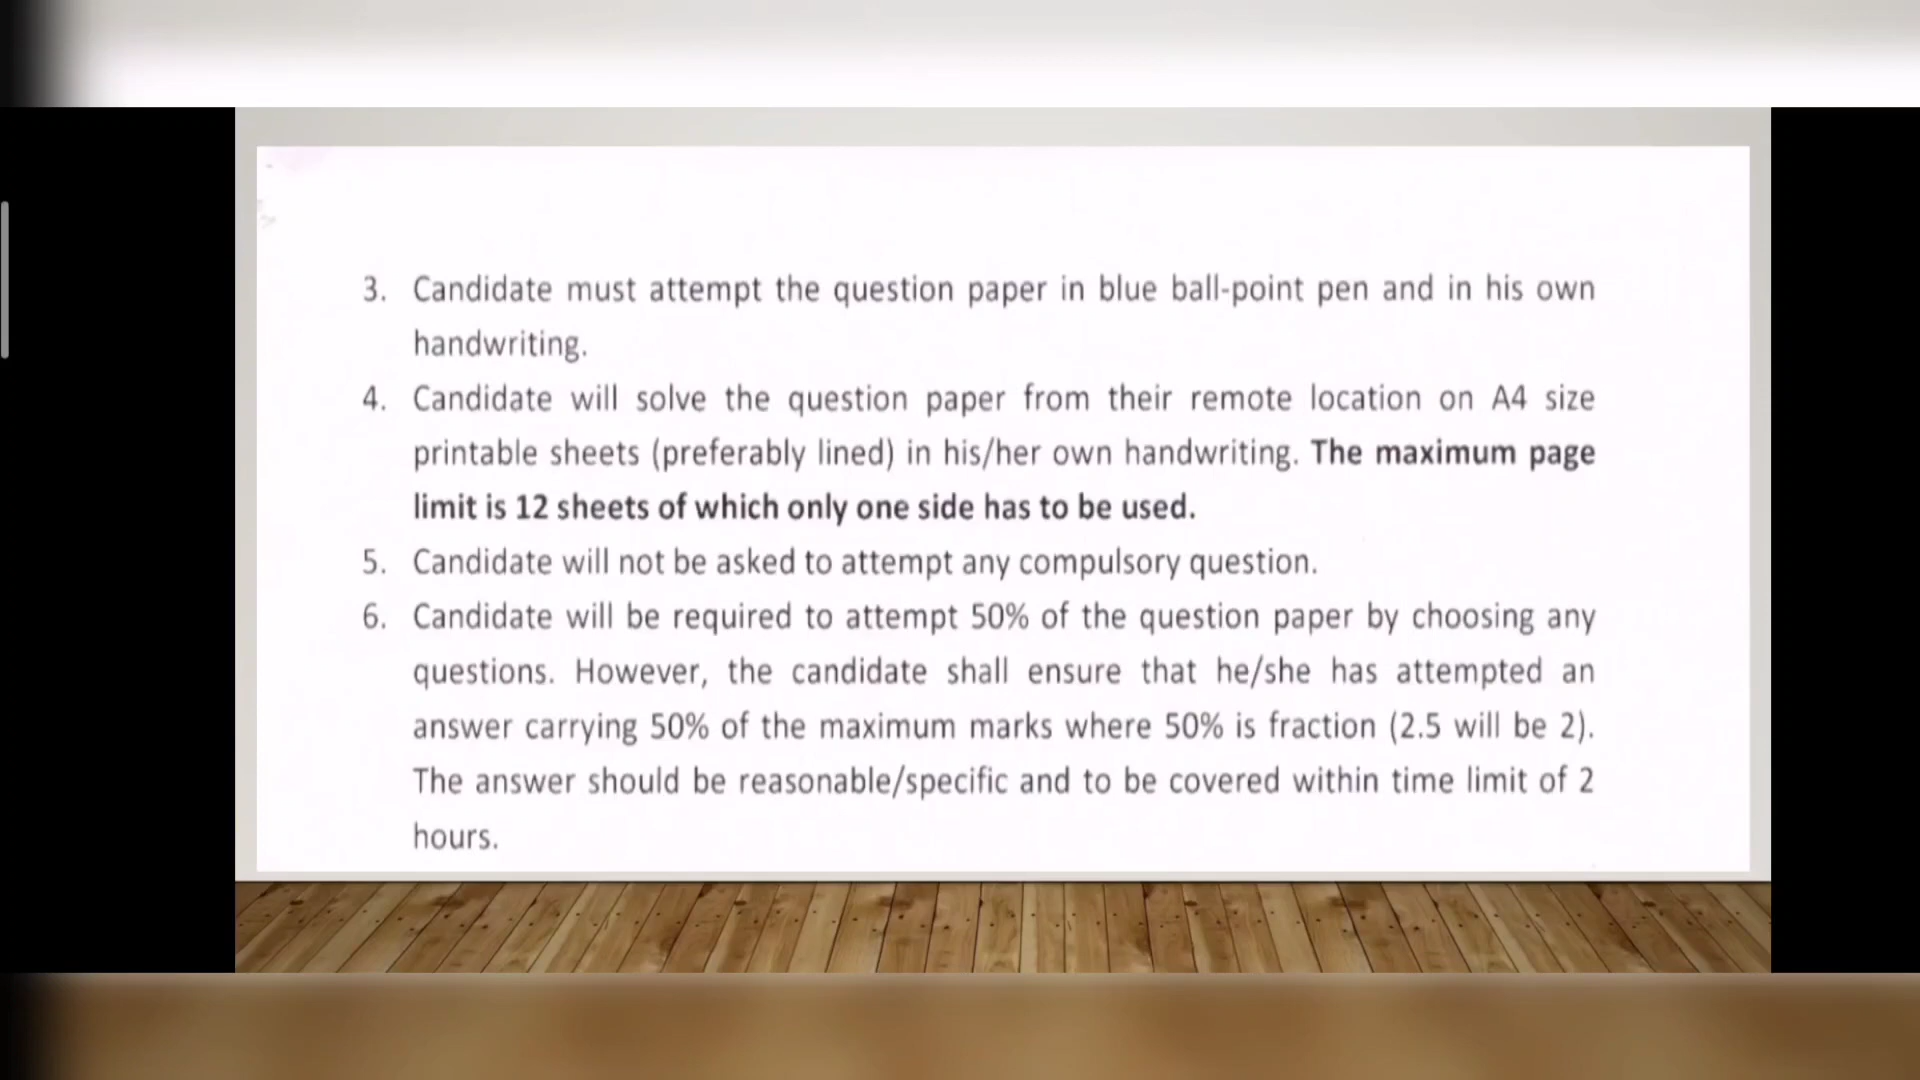 3. Candidate must attempt the question paper in blue ball-point pen and in his own
handwriting.
4. Candidate will solve the question paper from their remote location on A4 size
printable sheets (preferably lined) in his/her own handwriting. The maximum page
limit is 12 sheets of which only one side has to be used.
5. Candidate will not be asked to attempt any compulsory question.
6. Candidate will be required to attempt 50% of the question paper by choosing any
questions. However, the candidate shall ensure that he/she has attempted an
answer carrying 50% of the maximum marks where 50% is fraction (2.5 will be 2).
The answer should be reasonable/specific and to be covered within time limit of 2
hours.